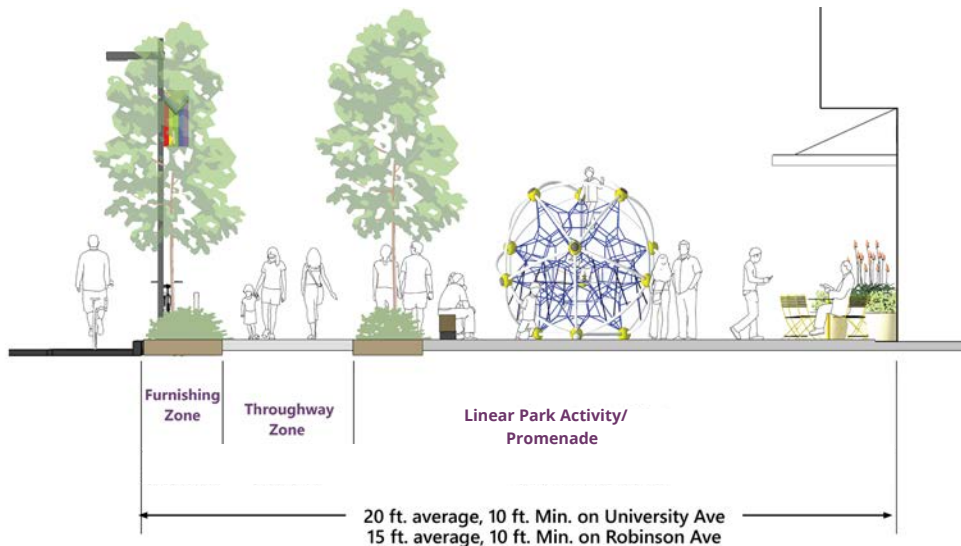 Furnishing
Zone
Throughway
Zone
Linear Park Activity/
Promenade
20 ft. average, 10 ft. Min. on University Ave
15 ft. average, 10 ft. Min. on Robinson Ave